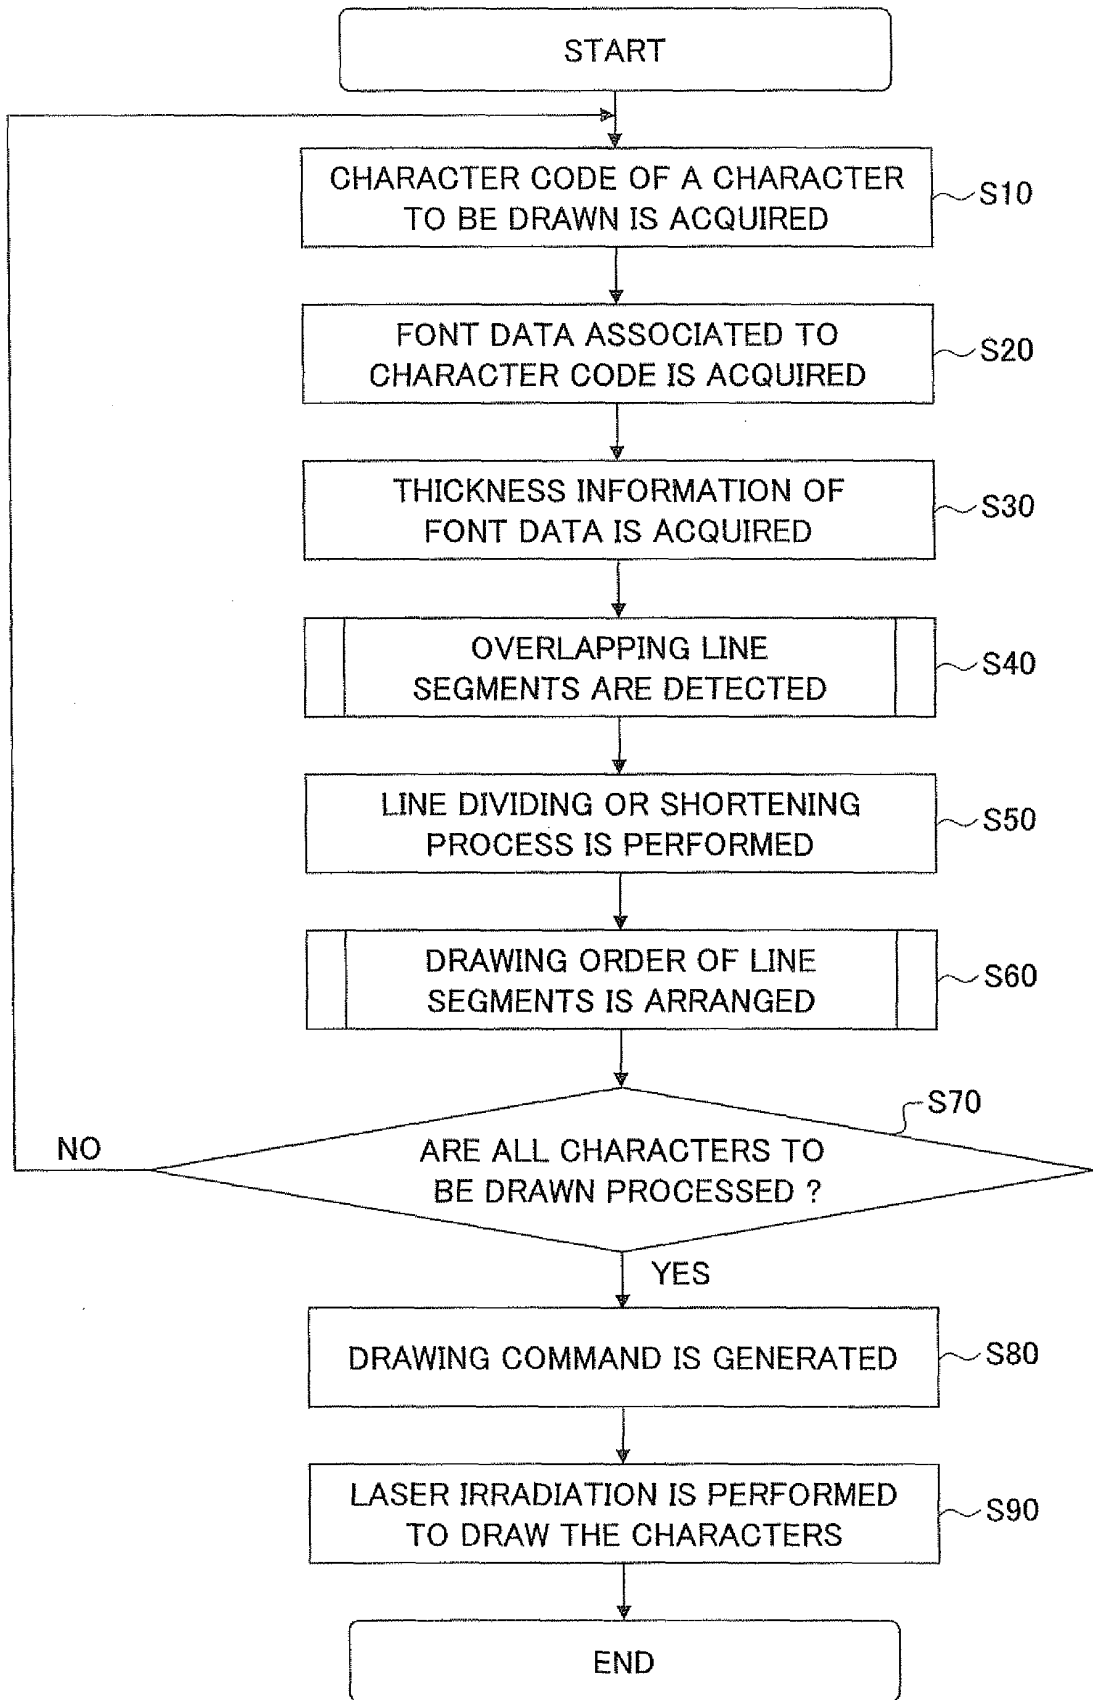 START
CHARACTER CODE OF A CHARACTER
TO BE DRAWN IS ACQUIRED
S10
FONT DATA ASSOCIATED TO
CHARACTER CODE IS ACQUIRED
S20
THICKNESS INFORMATION OF
FONT DATA IS ACQUIRED
S30
OVERLAPPING LINE
SEGMENTS ARE DETECTED
S40
LINE DIVIDING OR SHORTENING
PROCESS IS PERFORMED
S50
DRAWING ORDER OF LINE
SEGMENTS IS ARRANGED
S60
S70
NO
ARE ALL CHARACTERS TO
BE DRAWN PROCESSED ?
YES
DRAWING COMMAND IS GENERATED
S80
LASER IRRADIATION IS PERFORMED
TO DRAW THE CHARACTERS
S90
END